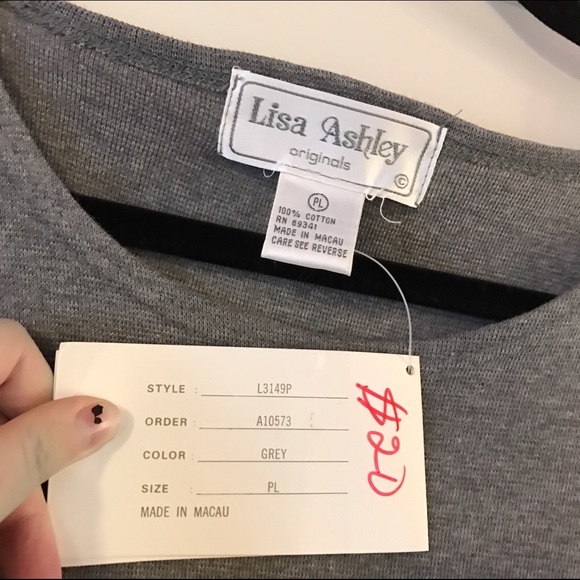 Lisa Ashley
originals
©
PL
100% COTTON
RN 69341
MADE IN MACAU
CARE SEE REVERSE
STYLE : L3149P
ORDER : A10573
COLOR : GREY
SIZE : PL
MADE IN MACAU
$20